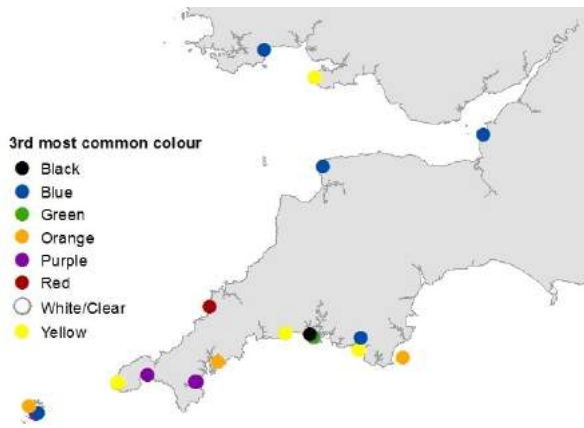 3rd most common colour
Black
Blue
Green
Orange
Purple
Red
White/Clear
Yellow